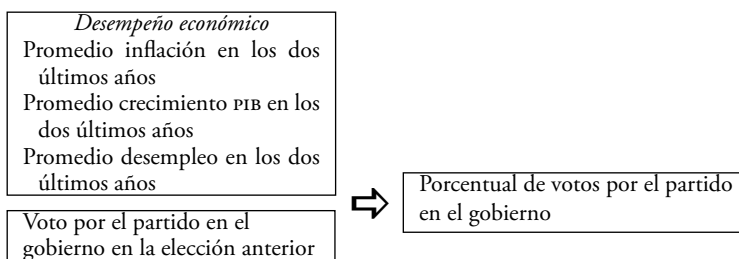 Desempeño económico
Promedio inflación en los dos
últimos años
Promedio crecimiento PIB en los
dos últimos años
Promedio desempleo en los dos
últimos años
Voto por el partido en el
gobierno en la elección anterior
Porcentual de votos por el partido
en el gobierno